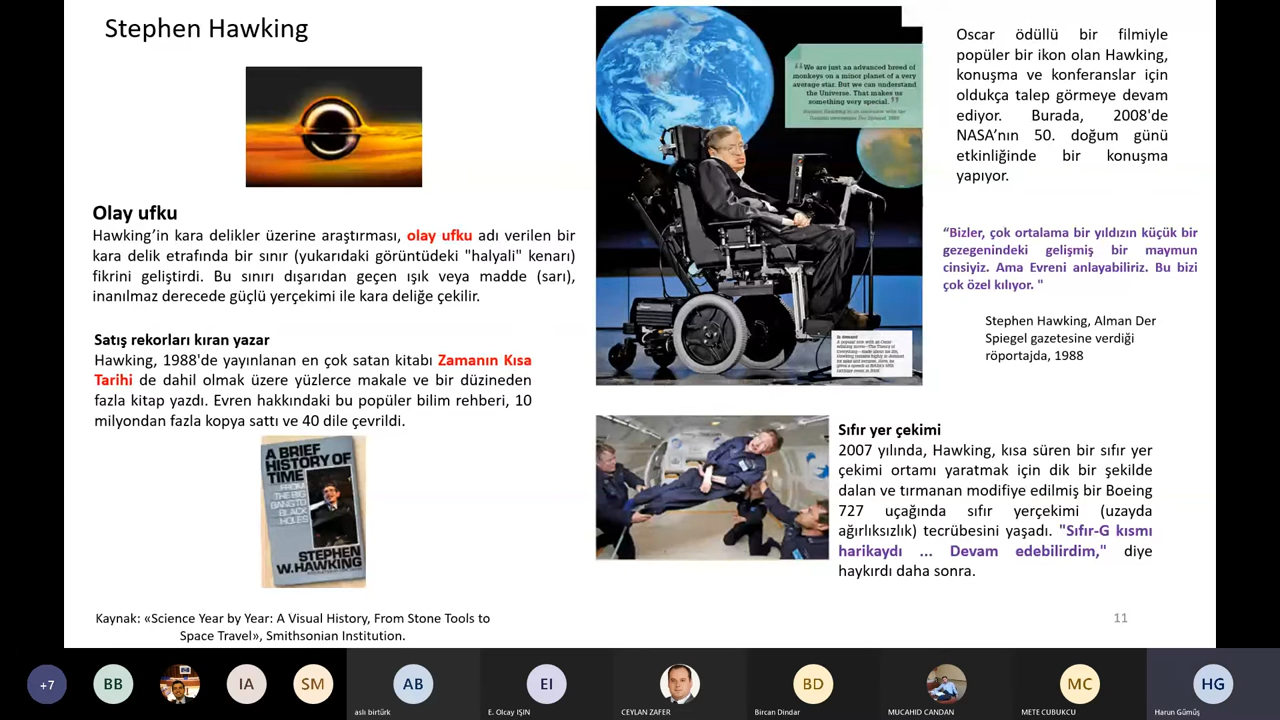 Stephen Hawking
Olay ufku
Hawking’in kara delikler üzerine araştırması, olay ufku adı verilen bir
kara delik etrafında bir sınır (yukarıdaki görüntüdeki "halyali" kenarı)
fikrini geliştirdi. Bu sınırı dışarıdan geçen ışık veya madde (sarı),
inanılmaz derecede güçlü yerçekimi ile kara deliğe çekilir.
Satış rekorları kıran yazar
Hawking, 1988'de yayınlanan en çok satan kitabı Zamanın Kısa
Tarihi de dahil olmak üzere yüzlerce makale ve bir düzineden
fazla kitap yazdı. Evren hakkındaki bu popüler bilim rehberi, 10
milyondan fazla kopya sattı ve 40 dile çevrildi.
A BRIEF
HISTORY OF
TIME
FROM
THE BIG
BANG TO
BLACK
HOLES
STEPHEN
W. HAWKING
Kaynak: «Science Year by Year: A Visual History, From Stone Tools to
Space Travel», Smithsonian Institution.
“We are just an advanced breed of
monkeys on a minor planet of a very
average star. But we can understand
the Universe. That makes us
something very special.”
Oscar ödüllü bir filmiyle
popüler bir ikon olan Hawking,
konuşma ve konferanslar için
oldukça talep görmeye devam
ediyor. Burada, 2008'de
NASA’nın 50. doğum günü
etkinliğinde bir konuşma
yapıyor.
“Bizler, çok ortalama bir yıldızın küçük bir
gezegenindeki gelişmiş bir maymun
cinsiyiz. Ama Evreni anlayabiliriz. Bu bizi
çok özel kılıyor. "
Stephen Hawking, Alman Der
Spiegel gazetesine verdiği
röportajda, 1988
Sıfır yer çekimi
2007 yılında, Hawking, kısa süren bir sıfır yer
çekimi ortamı yaratmak için dik bir şekilde
dalan ve tırmanan modifiye edilmiş bir Boeing
727 uçağında sıfır yerçekimi (uzayda
ağırlıksızlık) tecrübesini yaşadı. "Sıfır-G kısmı
harikaydı ... Devam edebilirdim," diye
haykırdı daha sonra.
11
+7
BB
IA
SM
AB
EI
BD
MC
HG
aslı birtürk
E. Olcay IŞIN
CEYLAN ZAFER
Bircan Dindar
MUCAHID CANDAN
METE CUBUKCU
Harun Gümüş